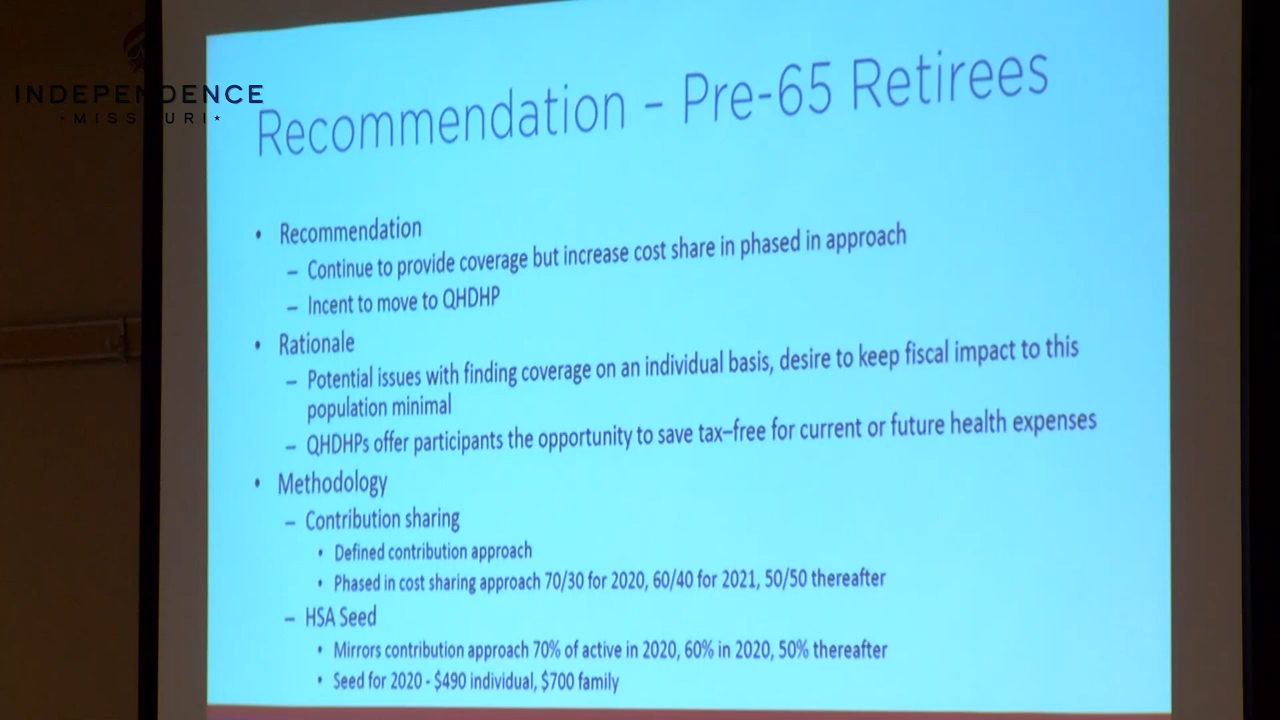 INDEPENDENCE
MISSOURI
Recommendation – Pre-65 Retirees
• Recommendation
– Continue to provide coverage but increase cost share in phased in approach
– Incent to move to QHDHP
• Rationale
– Potential issues with finding coverage on an individual basis, desire to keep fiscal impact to this
population minimal
– QHDHPs offer participants the opportunity to save tax–free for current or future health expenses
• Methodology
– Contribution sharing
• Defined contribution approach
• Phased in cost sharing approach 70/30 for 2020, 60/40 for 2021, 50/50 thereafter
– HSA Seed
• Mirrors contribution approach 70% of active in 2020, 60% in 2020, 50% thereafter
• Seed for 2020 - $490 individual, $700 family